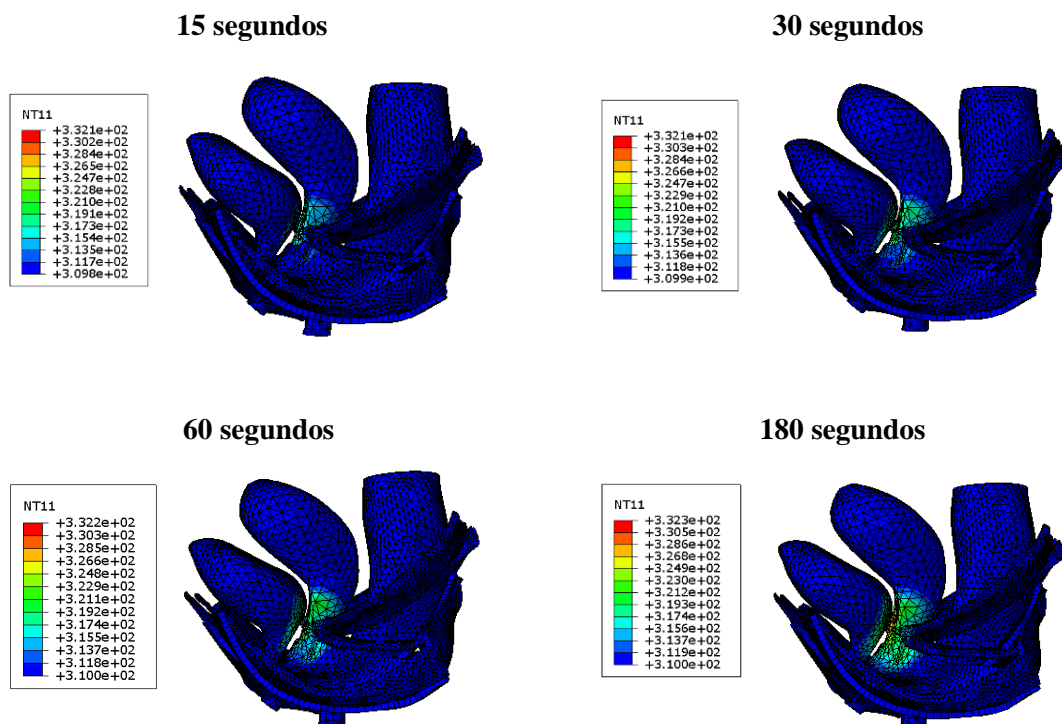 15 segundos
30 segundos
NT11
+3.321e+02
+3.302e+02
+3.284e+02
+3.265e+02
+3.247e+02
+3.228e+02
+3.210e+02
+3.191e+02
+3.173e+02
+3.154e+02
+3.135e+02
+3.117e+02
+3.098e+02
NT11
+3.321e+02
+3.303e+02
+3.284e+02
+3.266e+02
+3.247e+02
+3.229e+02
+3.210e+02
+3.192e+02
+3.173e+02
+3.155e+02
+3.136e+02
+3.118e+02
+3.099e+02
60 segundos
180 segundos
NT11
+3.322e+02
+3.303e+02
+3.285e+02
+3.266e+02
+3.248e+02
+3.229e+02
+3.211e+02
+3.192e+02
+3.174e+02
+3.155e+02
+3.137e+02
+3.118e+02
+3.100e+02
NT11
+3.323e+02
+3.305e+02
+3.286e+02
+3.268e+02
+3.249e+02
+3.230e+02
+3.212e+02
+3.193e+02
+3.174e+02
+3.156e+02
+3.137e+02
+3.119e+02
+3.100e+02